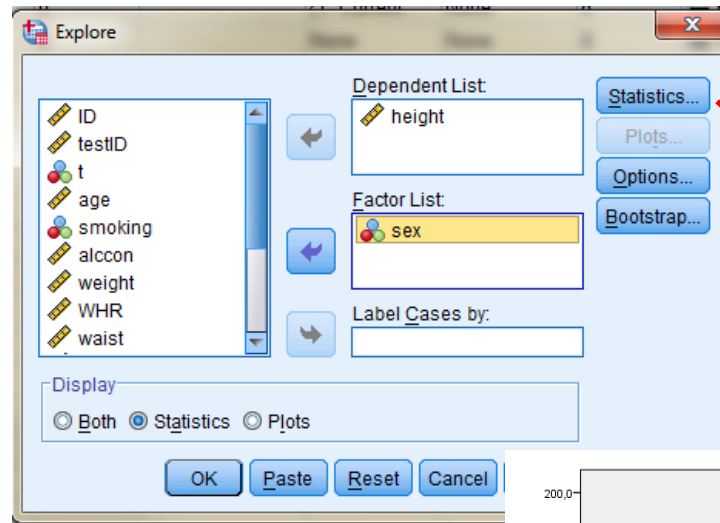 Explore
Dependent List:
height
Statistics...
Plots...
Options...
Bootstrap...
ID
testID
t
age
smoking
alccon
weight
WHR
waist
Factor List:
sex
Label Cases by:
Display
Both Statistics Plots
OK Paste Reset Cancel
200,0